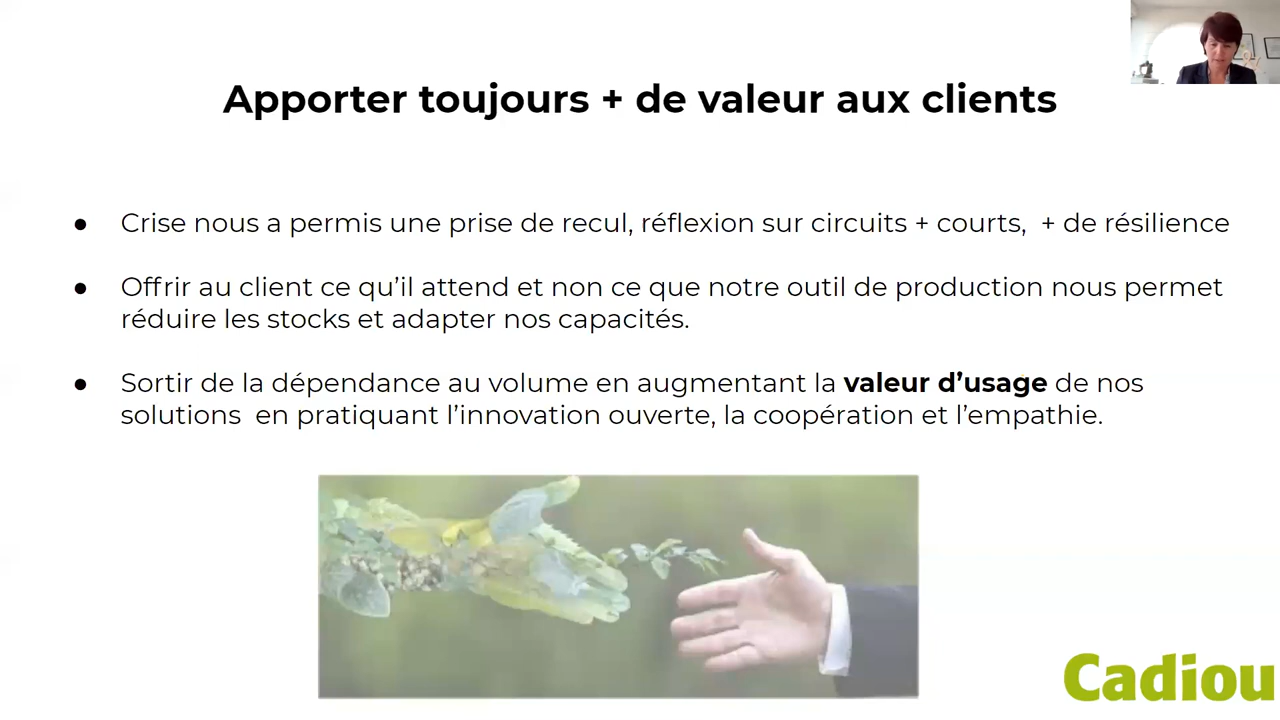 Apporter toujours + de valeur aux clients
● Crise nous a permis une prise de recul, réflexion sur circuits + courts,  + de résilience
● Offrir au client ce qu’il attend et non ce que notre outil de production nous permet
réduire les stocks et adapter nos capacités.
● Sortir de la dépendance au volume en augmentant la valeur d’usage de nos
solutions  en pratiquant l’innovation ouverte, la coopération et l’empathie.
Cadiou